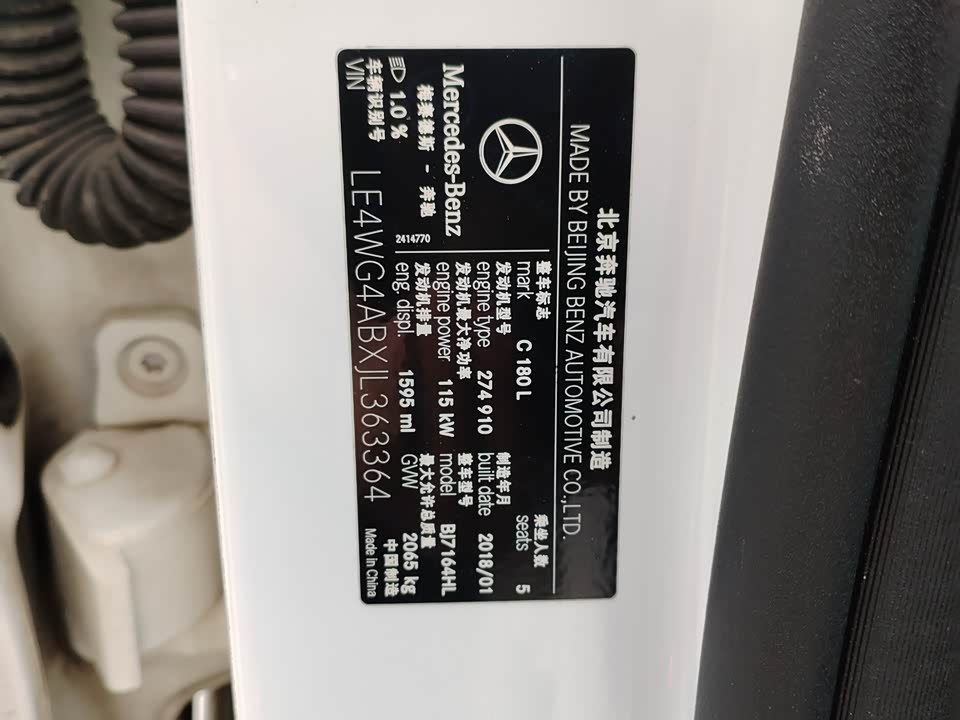 北京奔驰汽车有限公司制造
MADE BY BEIJING BENZ AUTOMOTIVE CO.,LTD.
整车标志 mark C 180 L 乘坐人数 seats 5
发动机型号 engine type 274 910 制造年月 built date 2018/01
Mercedes-Benz
发动机最大净功率 engine power 115 kW 整车型号 model BJ7164HL
梅赛德斯 - 奔驰
2414770
发动机排量 eng. displ. 1595 ml 最大允许总质量 GVW 2065 kg
1.0 %
车辆识别号
VIN LE4WG4ABXJL363364
中国制造
Made in China